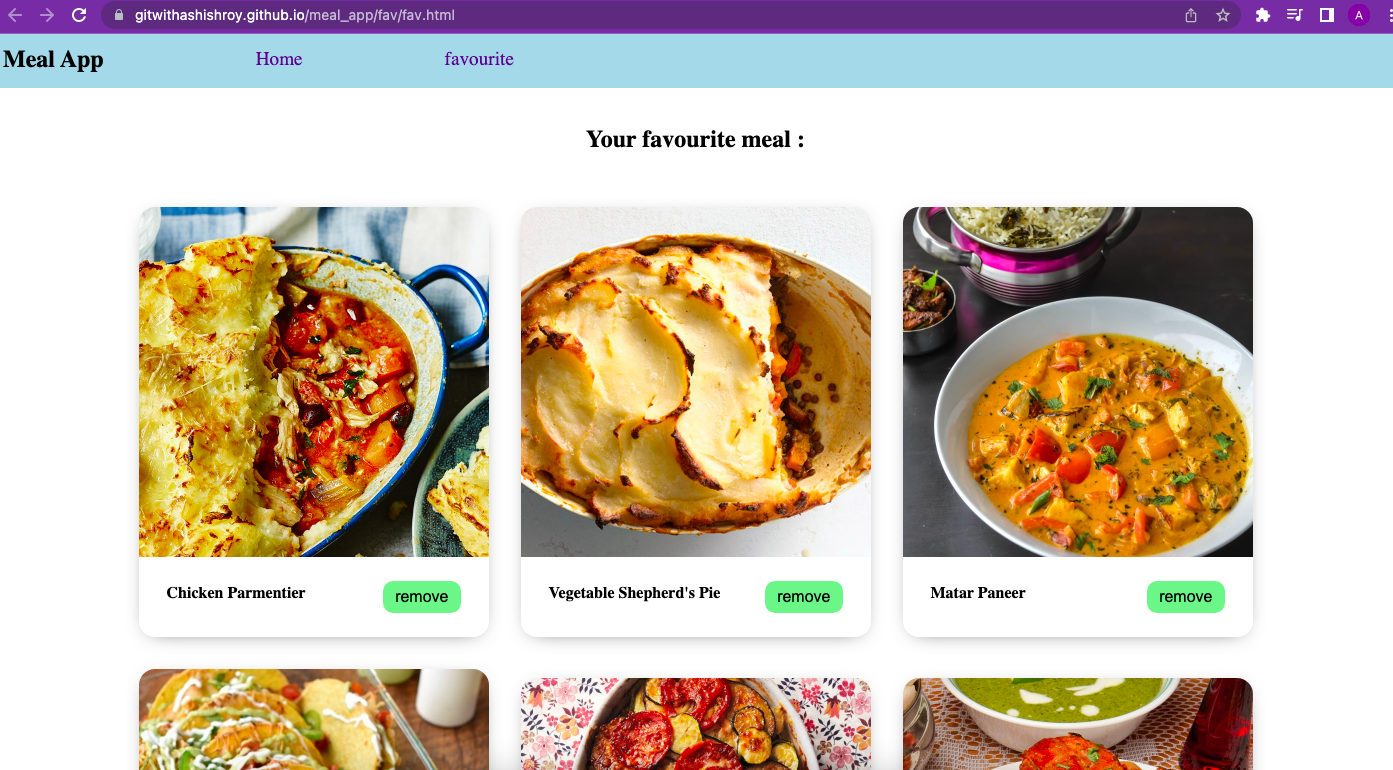 gitwithashishroy.github.io/meal_app/fav/fav.html
A
Meal App
Home
favourite
Your favourite meal :
Chicken Parmentier
remove
Vegetable Shepherd's Pie
remove
Matar Paneer
remove